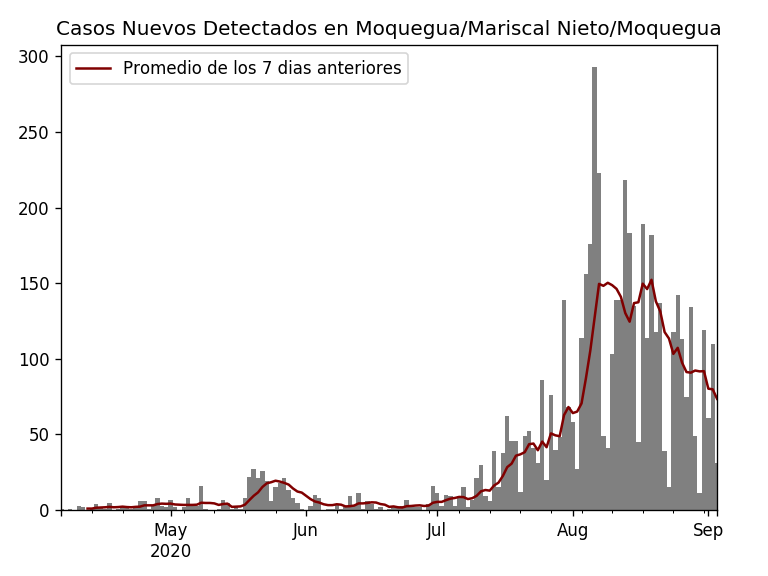 Casos Nuevos Detectados en Moquegua/Mariscal Nieto/Moquegua
Promedio de los 7 dias anteriores
300
250
200
150
100
50
0
May Jun Jul Aug Sep
2020